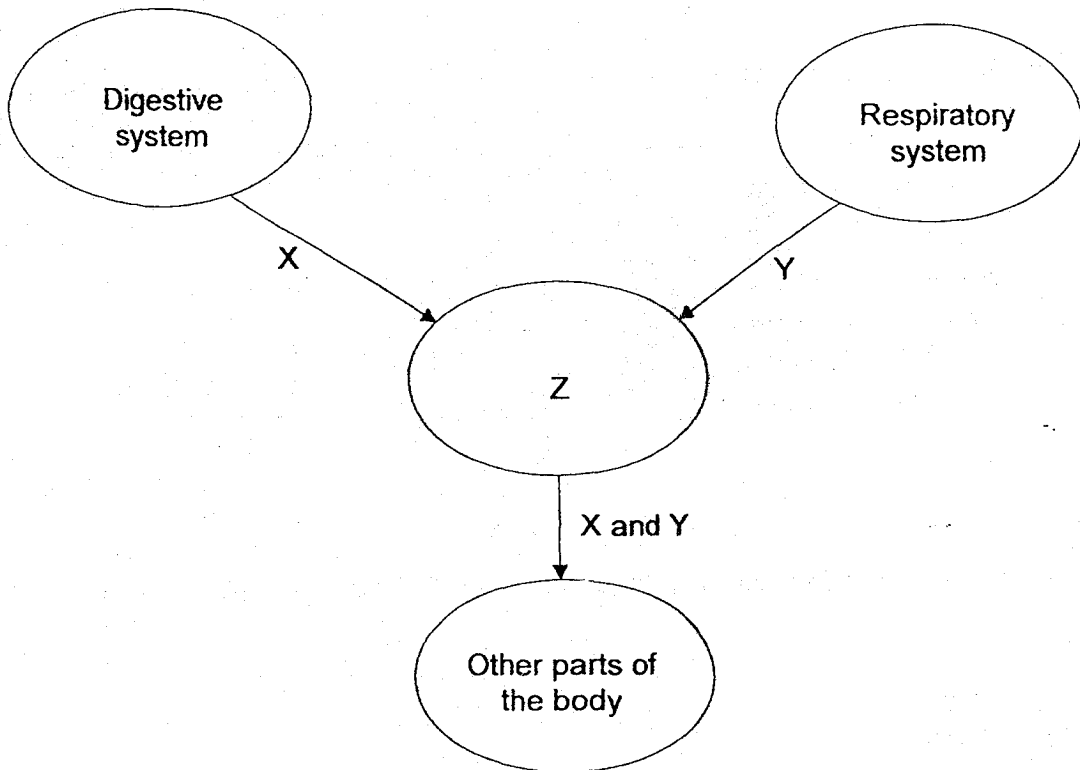 Digestive
system
Respiratory
system
X
Y
Z
X and Y
Other parts of
the body